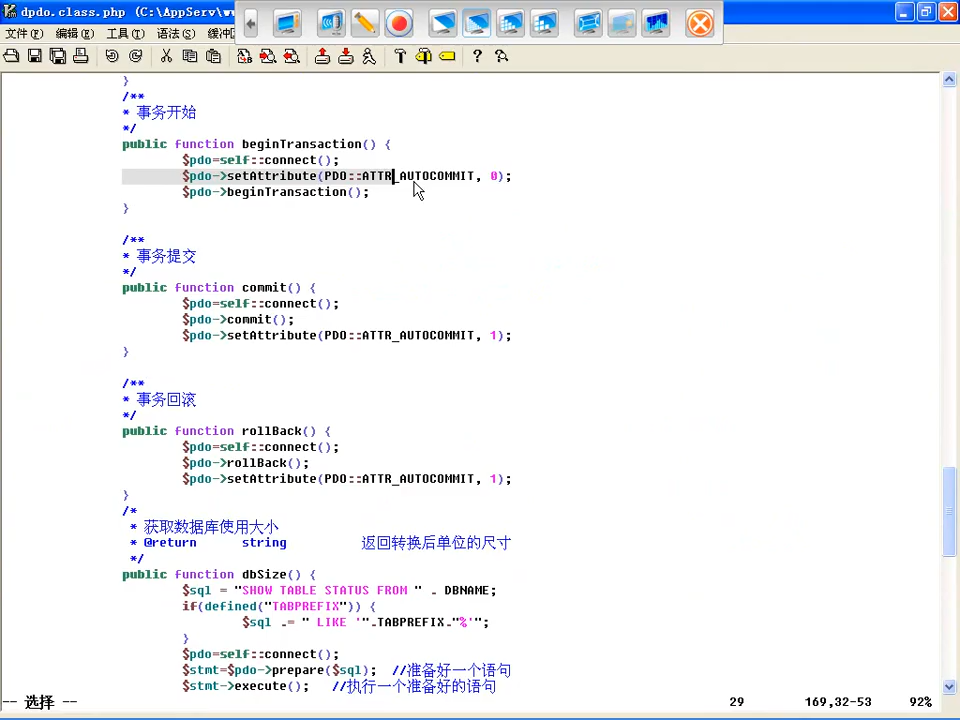 dpdo.class.php (C:\AppServ\ww
文件(F) 编辑(E) 工具(T) 语法(S) 缓冲
}
/**
* 事务开始
*/
public function beginTransaction() {
$pdo=self::connect();
$pdo->setAttribute(PDO::ATTR_AUTOCOMMIT, 0);
$pdo->beginTransaction();
}
/**
* 事务提交
*/
public function commit() {
$pdo=self::connect();
$pdo->commit();
$pdo->setAttribute(PDO::ATTR_AUTOCOMMIT, 1);
}
/**
* 事务回滚
*/
public function rollBack() {
$pdo=self::connect();
$pdo->rollBack();
$pdo->setAttribute(PDO::ATTR_AUTOCOMMIT, 1);
}
/*
* 获取数据库使用大小
* @return string 返回转换后单位的尺寸
*/
public function dbSize() {
$sql = "SHOW TABLE STATUS FROM " . DBNAME;
if(defined("TABPREFIX")) {
$sql .= " LIKE '".TABPREFIX."%'";
}
$pdo=self::connect();
$stmt=$pdo->prepare($sql); //准备好一个语句
$stmt->execute(); //执行一个准备好的语句
-- 选择 -- 29 169,32-53 92%